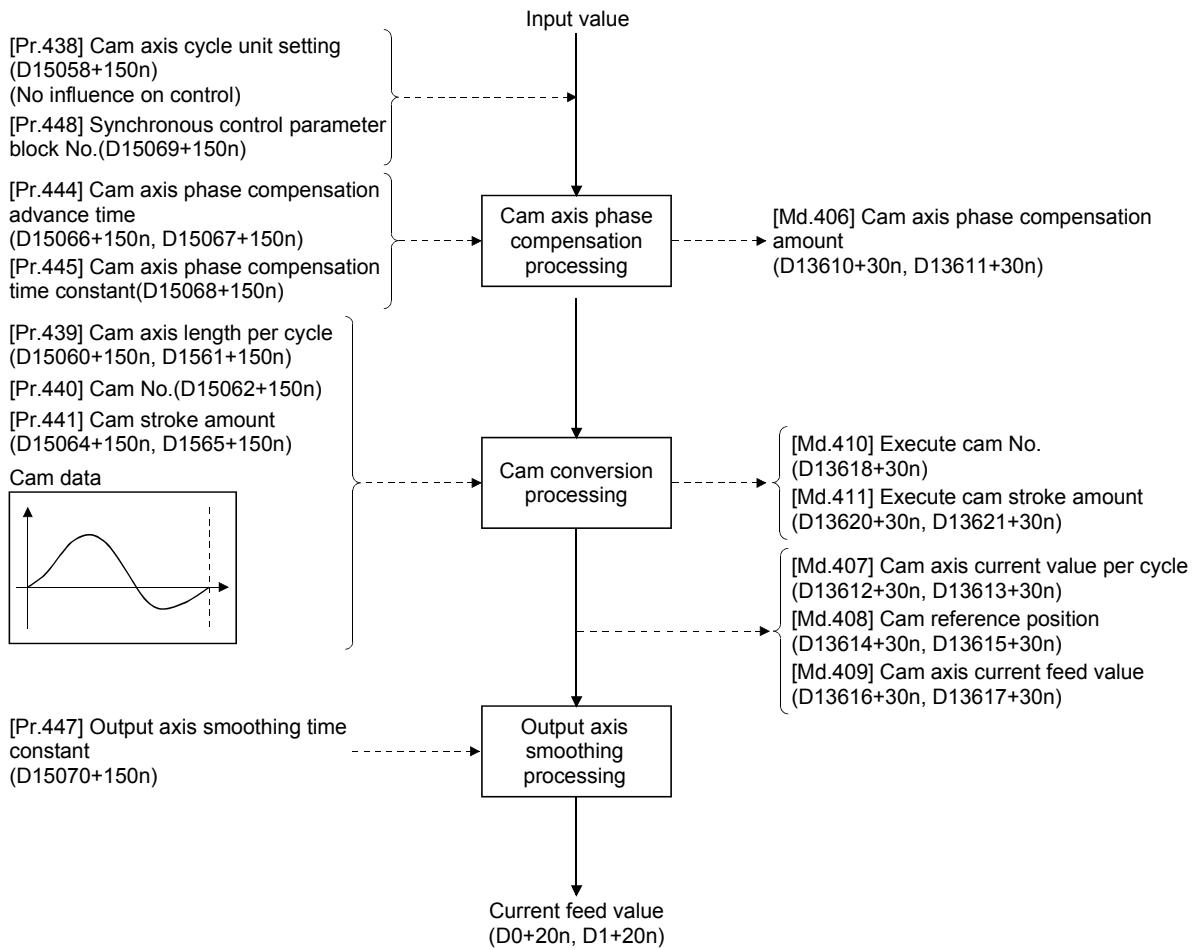 Input value
[Pr.438] Cam axis cycle unit setting
(D15058+150n)
(No influence on control)
[Pr.448] Synchronous control parameter
block No.(D15069+150n)
[Pr.444] Cam axis phase compensation
advance time
(D15066+150n, D15067+150n)
[Pr.445] Cam axis phase compensation
time constant(D15068+150n)
Cam axis phase
compensation
processing
[Md.406] Cam axis phase compensation
amount
(D13610+30n, D13611+30n)
[Pr.439] Cam axis length per cycle
(D15060+150n, D1561+150n)
[Pr.440] Cam No.(D15062+150n)
[Pr.441] Cam stroke amount
(D15064+150n, D1565+150n)
Cam data
Cam conversion
processing
[Md.410] Execute cam No.
(D13618+30n)
[Md.411] Execute cam stroke amount
(D13620+30n, D13621+30n)
[Md.407] Cam axis current value per cycle
(D13612+30n, D13613+30n)
[Md.408] Cam reference position
(D13614+30n, D13615+30n)
[Md.409] Cam axis current feed value
(D13616+30n, D13617+30n)
[Pr.447] Output axis smoothing time
constant
(D15070+150n)
Output axis
smoothing
processing
Current feed value
(D0+20n, D1+20n)